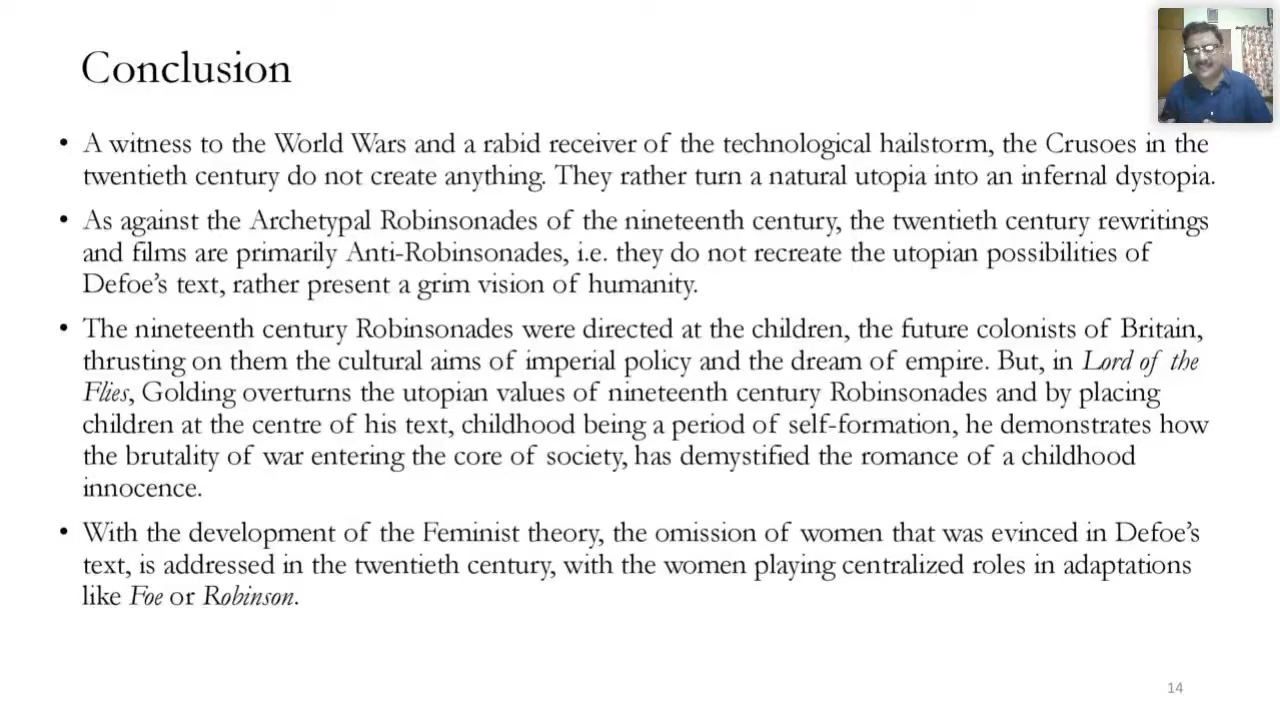 Conclusion
• A witness to the World Wars and a rabid receiver of the technological hailstorm, the Crusoes in the
twentieth century do not create anything. They rather turn a natural utopia into an infernal dystopia.
• As against the Archetypal Robinsonades of the nineteenth century, the twentieth century rewritings
and films are primarily Anti-Robinsonades, i.e. they do not recreate the utopian possibilities of
Defoe's text, rather present a grim vision of humanity.
• The nineteenth century Robinsonades were directed at the children, the future colonists of Britain,
thrusting on them the cultural aims of imperial policy and the dream of empire. But, in Lord of the
Flies, Golding overturns the utopian values of nineteenth century Robinsonades and by placing
children at the centre of his text, childhood being a period of self-formation, he demonstrates how
the brutality of war entering the core of society, has demystified the romance of a childhood
innocence.
• With the development of the Feminist theory, the omission of women that was evinced in Defoe's
text, is addressed in the twentieth century, with the women playing centralized roles in adaptations
like Foe or Robinson.
14